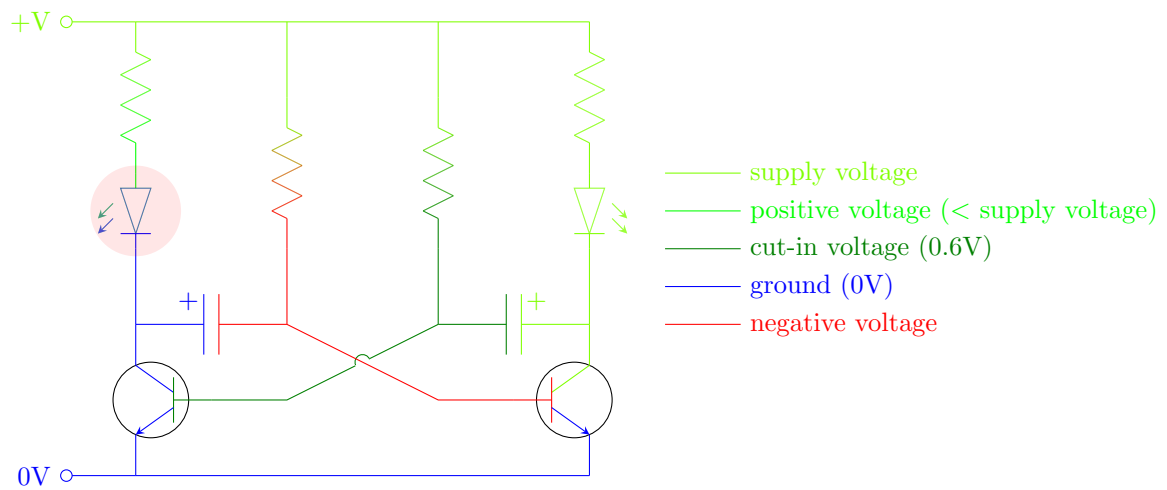 +V
supply voltage
positive voltage (< supply voltage)
cut-in voltage (0.6V)
ground (0V)
+
+
negative voltage
0V